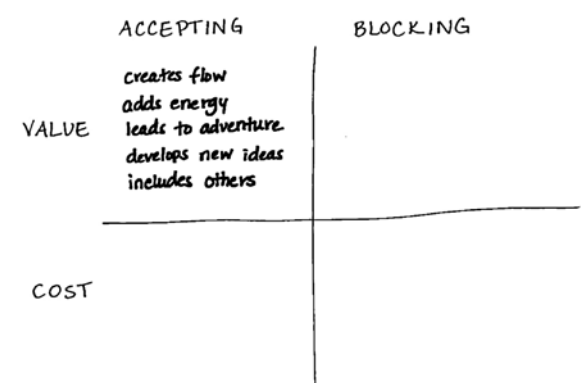 ACCEPTING BLOCKING
VALUE
creates flow
adds energy
leads to adventure
develops new ideas
includes others
COST